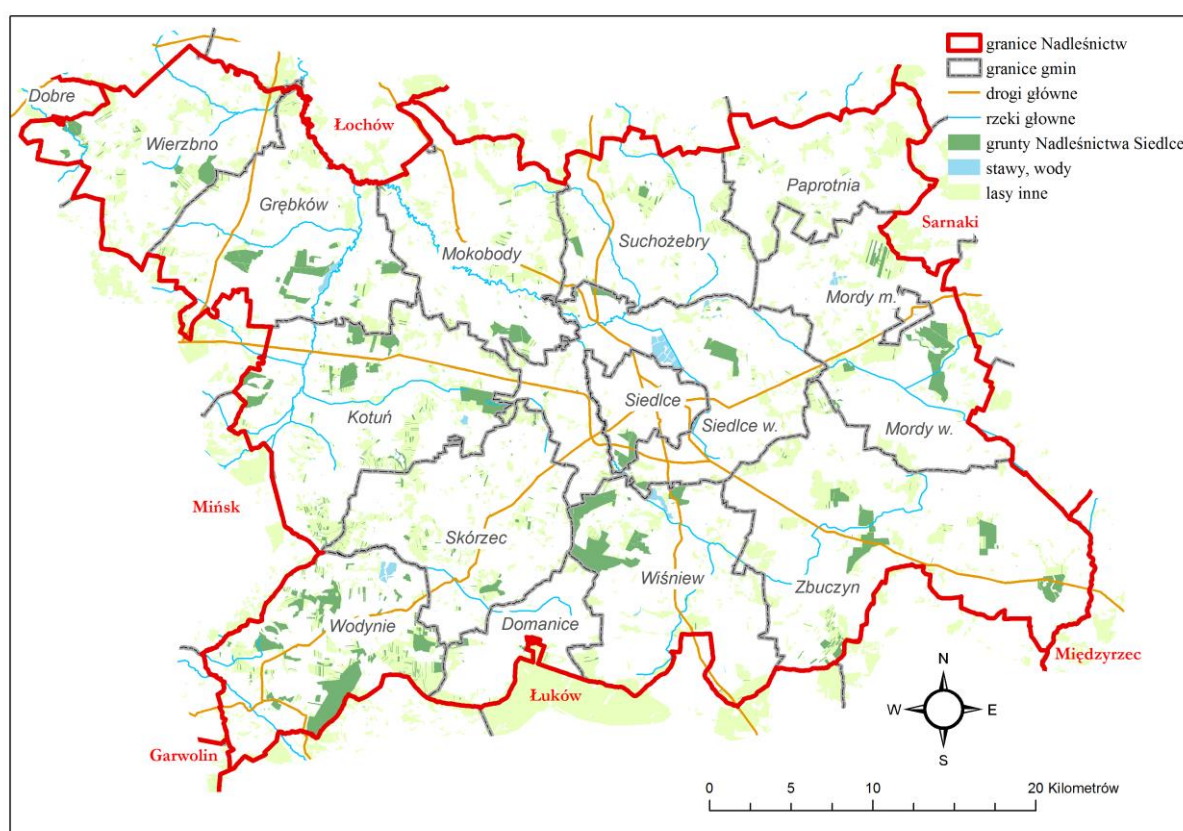 granice Nadleśnictw
granice gmin
drogi główne
rzeki głowne
grunty Nadleśnictwa Siedlce
stawy, wody
lasy inne
Dobre
Łochów
Wierzbno
Paprotnia
Grębków
Sarnaki
Suchożebry
Mokobody
Mordy m.
Siedlce
Kotuń
Siedlce w.
Mordy w.
Mińsk
Skórzec
Wiśniew
Zbuczyn
Wodynie
Domanice
Międzyrzec
Łuków
Garwolin
N
W
E
S
0 5 10 20 Kilometrów